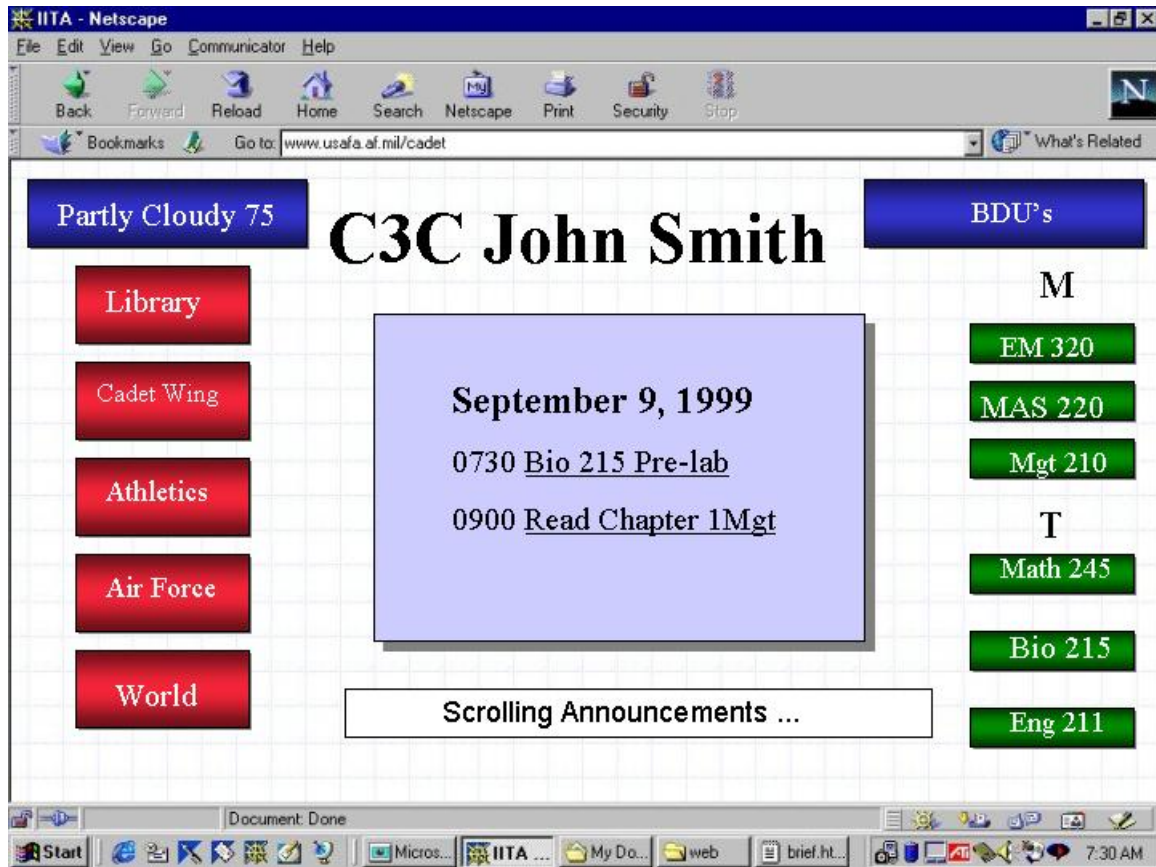 IITA - Netscape
File Edit View Go Communicator Help
Back Forward Reload Home Search Netscape Print Security Stop
My
N
Bookmarks Go to: www.usafa.af.mil/cadet What's Related
Partly Cloudy 75
C3C John Smith
BDU's
Library
Cadet Wing
Athletics
Air Force
World
September 9, 1999
0730 Bio 215 Pre-lab
0900 Read Chapter 1Mgt
Scrolling Announcements ...
M
EM 320
MAS 220
Mgt 210
T
Math 245
Bio 215
Eng 211
Document: Done
Start Micros... IITA ... My Do... web brief.ht... 7:30 AM